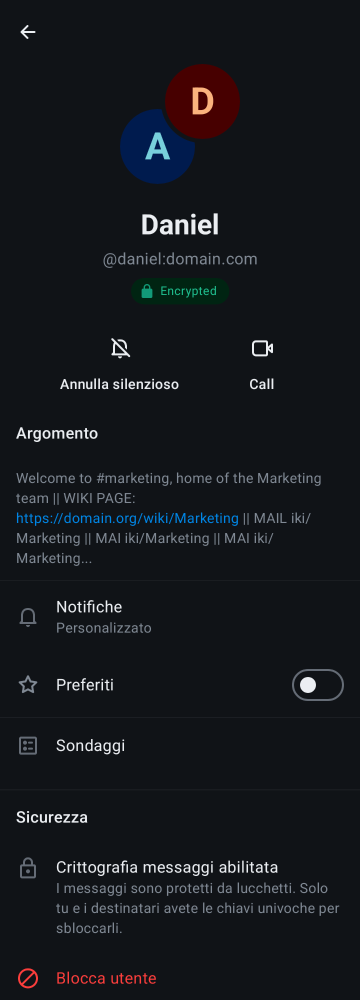 D
A
Daniel
@daniel:domain.com
Encrypted
Annulla silenzioso
Call
Argomento
Welcome to #marketing, home of the Marketing
team || WIKI PAGE:
https://domain.org/wiki/Marketing || MAIL iki/
Marketing || MAI iki/Marketing || MAI iki/
Marketing...
Notifiche
Personalizzato
Preferiti
Sondaggi
Sicurezza
Crittografia messaggi abilitata
I messaggi sono protetti da lucchetti. Solo
tu e i destinatari avete le chiavi univoche per
sbloccarli.
Blocca utente